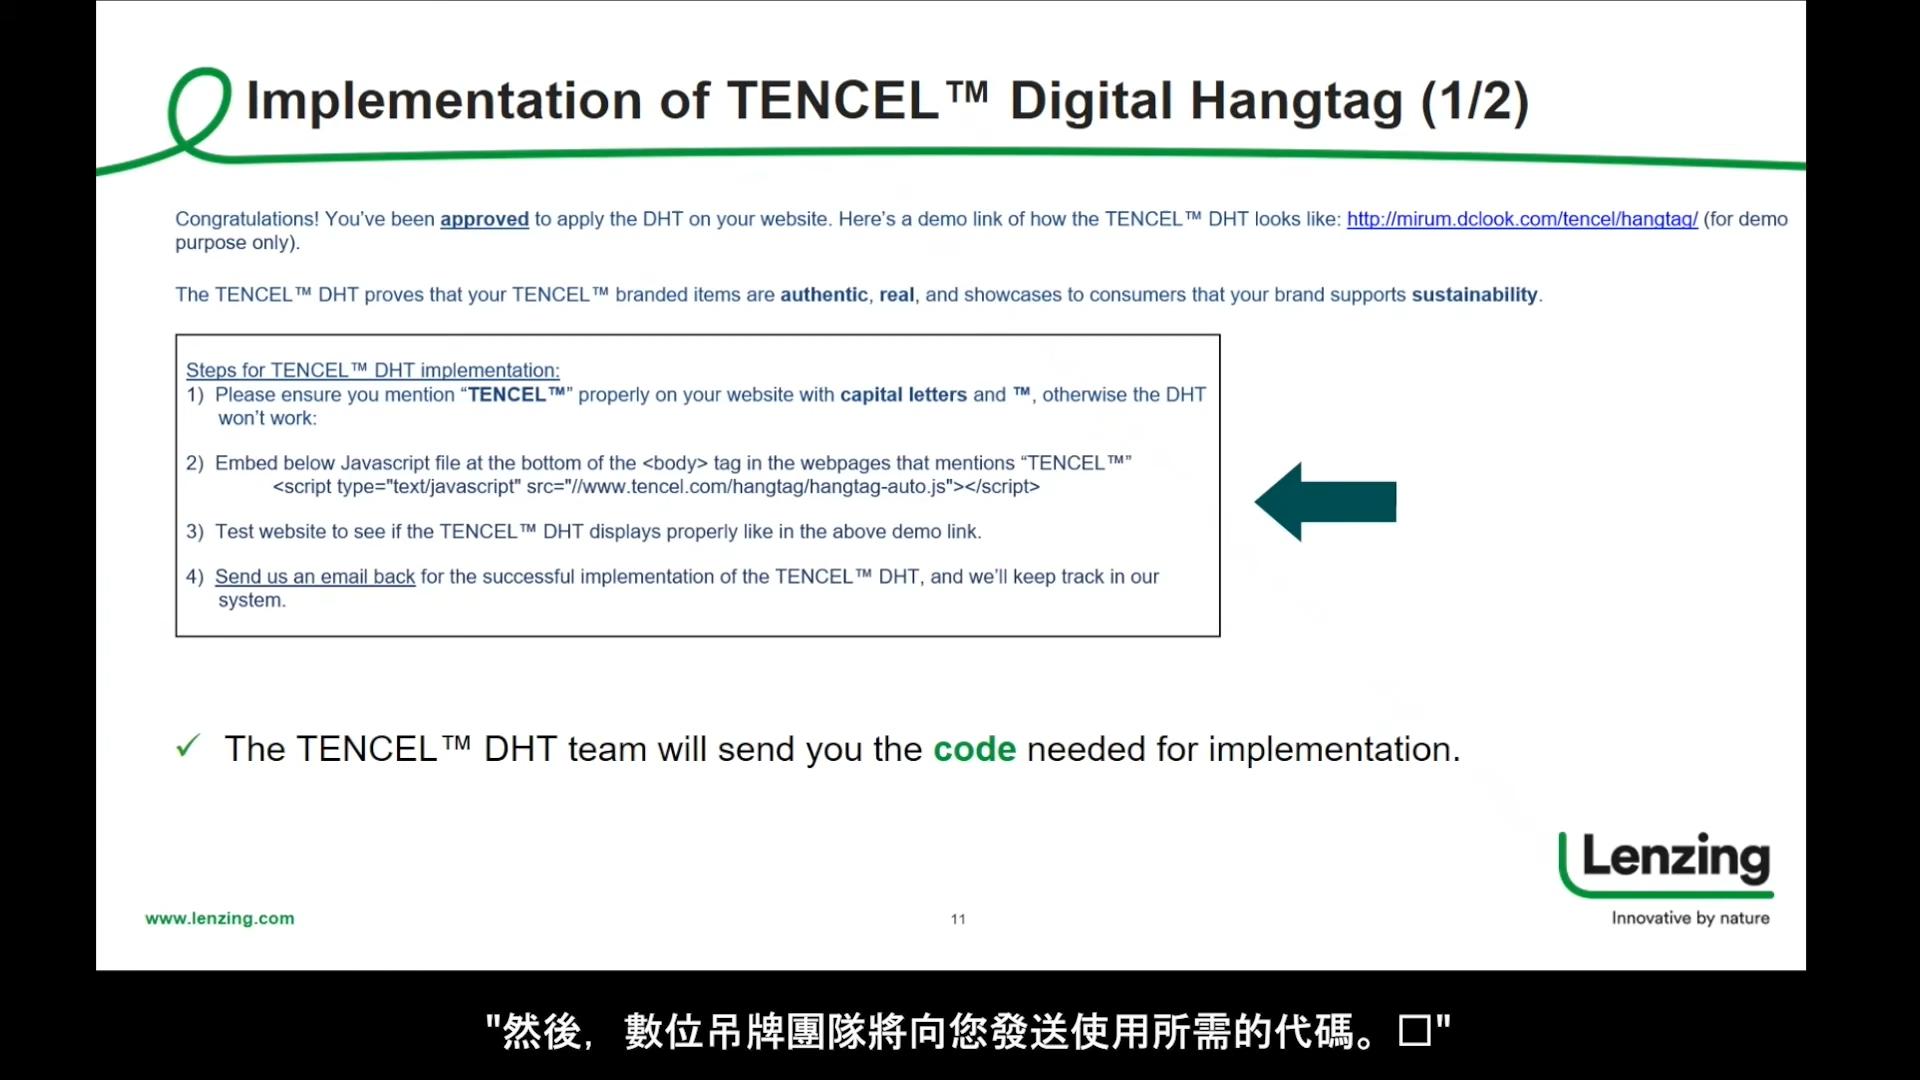 Implementation of TENCEL™ Digital Hangtag (1/2)
Congratulations! You’ve been approved to apply the DHT on your website. Here’s a demo link of how the TENCEL™ DHT looks like: http://mirum.dclook.com/tencel/hangtag/ (for demo
purpose only).
The TENCEL™ DHT proves that your TENCEL™ branded items are authentic, real, and showcases to consumers that your brand supports sustainability.
Steps for TENCEL™ DHT implementation:
1) Please ensure you mention “TENCEL™” properly on your website with capital letters and ™, otherwise the DHT
won’t work:
2) Embed below Javascript file at the bottom of the <body> tag in the webpages that mentions “TENCEL™”
<script type="text/javascript" src="//www.tencel.com/hangtag/hangtag-auto.js"></script>
3) Test website to see if the TENCEL™ DHT displays properly like in the above demo link.
4) Send us an email back for the successful implementation of the TENCEL™ DHT, and we’ll keep track in our
system.
✓ The TENCEL™ DHT team will send you the code needed for implementation.
Lenzing
Innovative by nature
www.lenzing.com
11
"然後，數位吊牌團隊將向您發送使用所需的代碼。□"